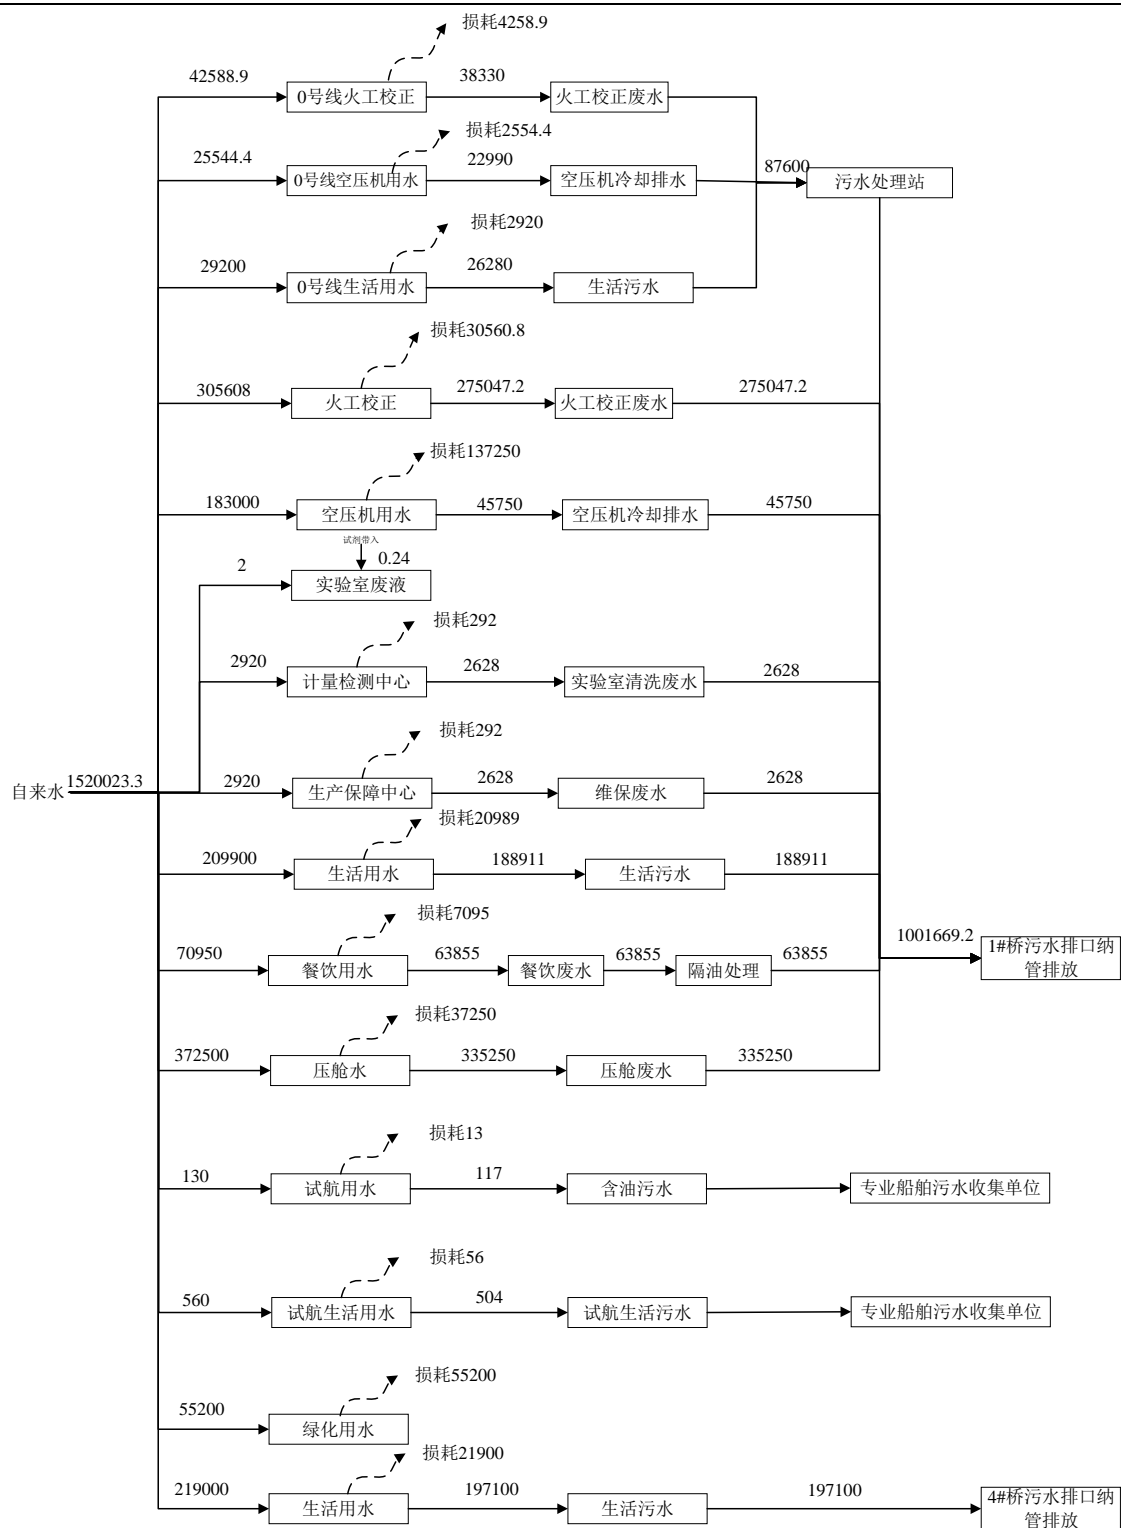 损耗4258.9
42588.9
0号线火工校正
38330
火工校正废水
损耗2554.4
25544.4
0号线空压机用水
22990
空压机冷却排水
87600
污水处理站
损耗2920
29200
0号线生活用水
26280
生活污水
损耗30560.8
305608
火工校正
275047.2
火工校正废水
275047.2
损耗137250
183000
空压机用水
45750
空压机冷却排水
45750
试剂带入
0.24
2
实验室废液
损耗292
2920
计量检测中心
2628
实验室清洗废水
2628
损耗292
自来水
1520023.3
2920
生产保障中心
2628
维保废水
2628
损耗20989
209900
生活用水
188911
生活污水
188911
损耗7095
70950
餐饮用水
63855
餐饮废水
63855
隔油处理
63855
1001669.2
1#桥污水排口纳
管排放
损耗37250
372500
压舱水
335250
压舱废水
335250
损耗13
130
试航用水
117
含油污水
专业船舶污水收集单位
损耗56
560
试航生活用水
504
试航生活污水
专业船舶污水收集单位
损耗55200
55200
绿化用水
损耗21900
219000
生活用水
197100
生活污水
197100
4#桥污水排口纳
管排放